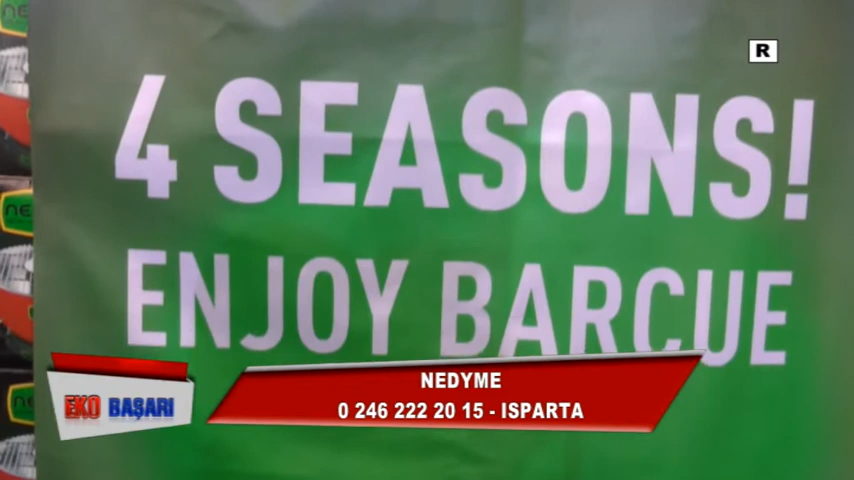 R
4 SEASONS!
ENJOY BARCUE
NEDYME
EKO BAŞARI
0 246 222 20 15 - ISPARTA